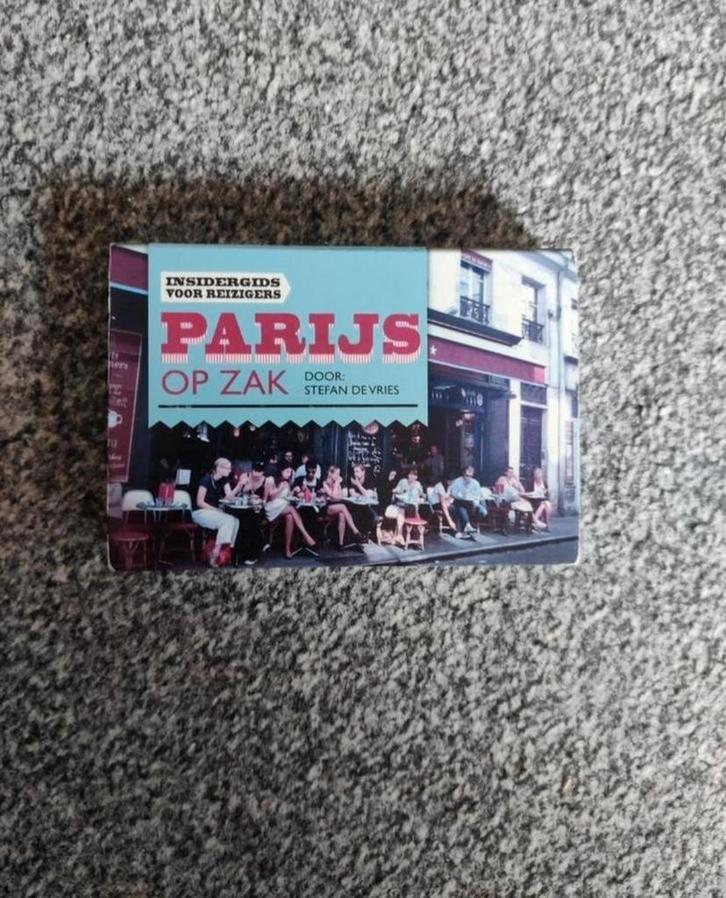 INSIDERGIDS
VOOR REIZIGERS
PARIJS
OP ZAK
DOOR:
STEFAN DE VRIES